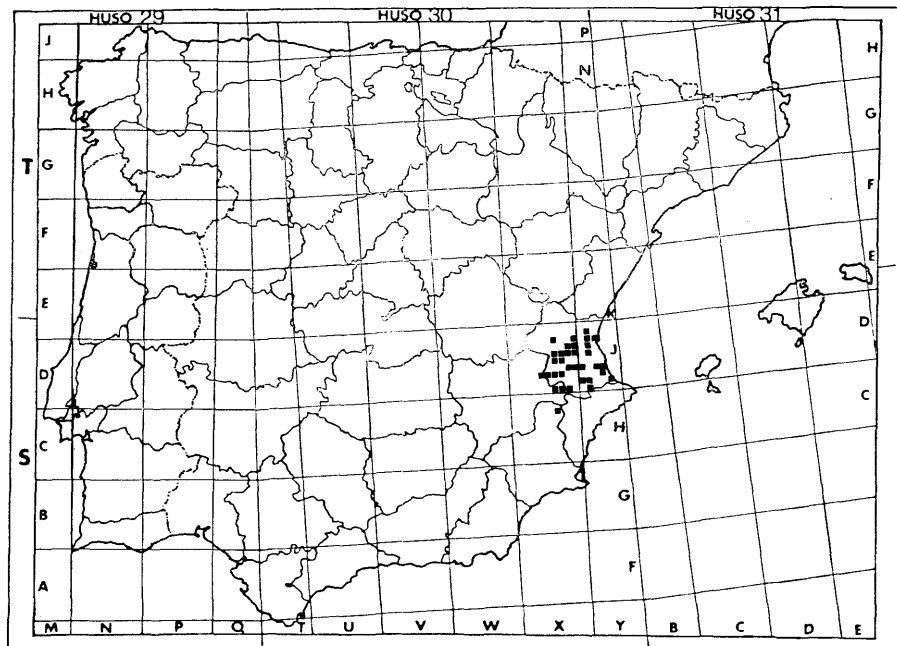 HUSO 29 HUSO 30 HUSO 31
J P H
N
H G
T G F
F E
E K D
J
D C
H
C
S G
B
F
A
M N P Q T U V W X Y B C D E